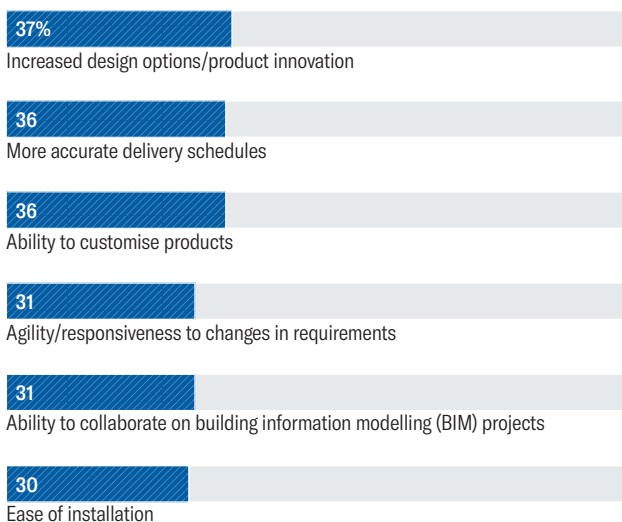 37%
Increased design options/product innovation
36
More accurate delivery schedules
36
Ability to customise products
31
Agility/responsiveness to changes in requirements
31
Ability to collaborate on building information modelling (BIM) projects
30
Ease of installation